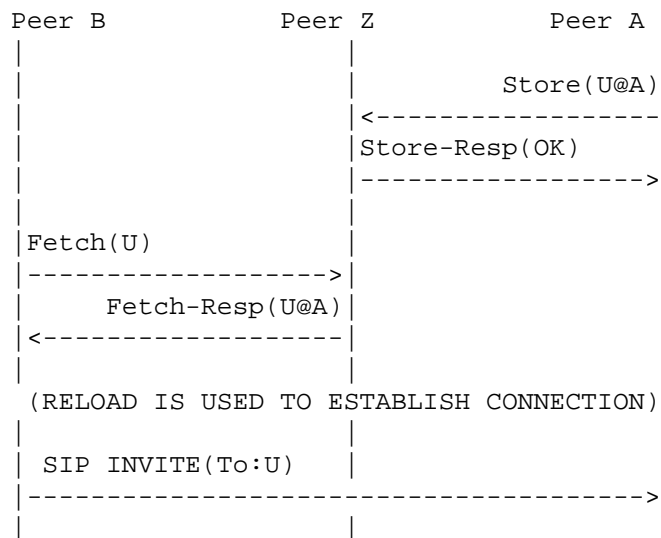 Peer B Peer Z Peer A
Store(U@A)
Store-Resp(OK)
Fetch(U)
Fetch-Resp(U@A)
(RELOAD IS USED TO ESTABLISH CONNECTION)
SIP INVITE(To:U)